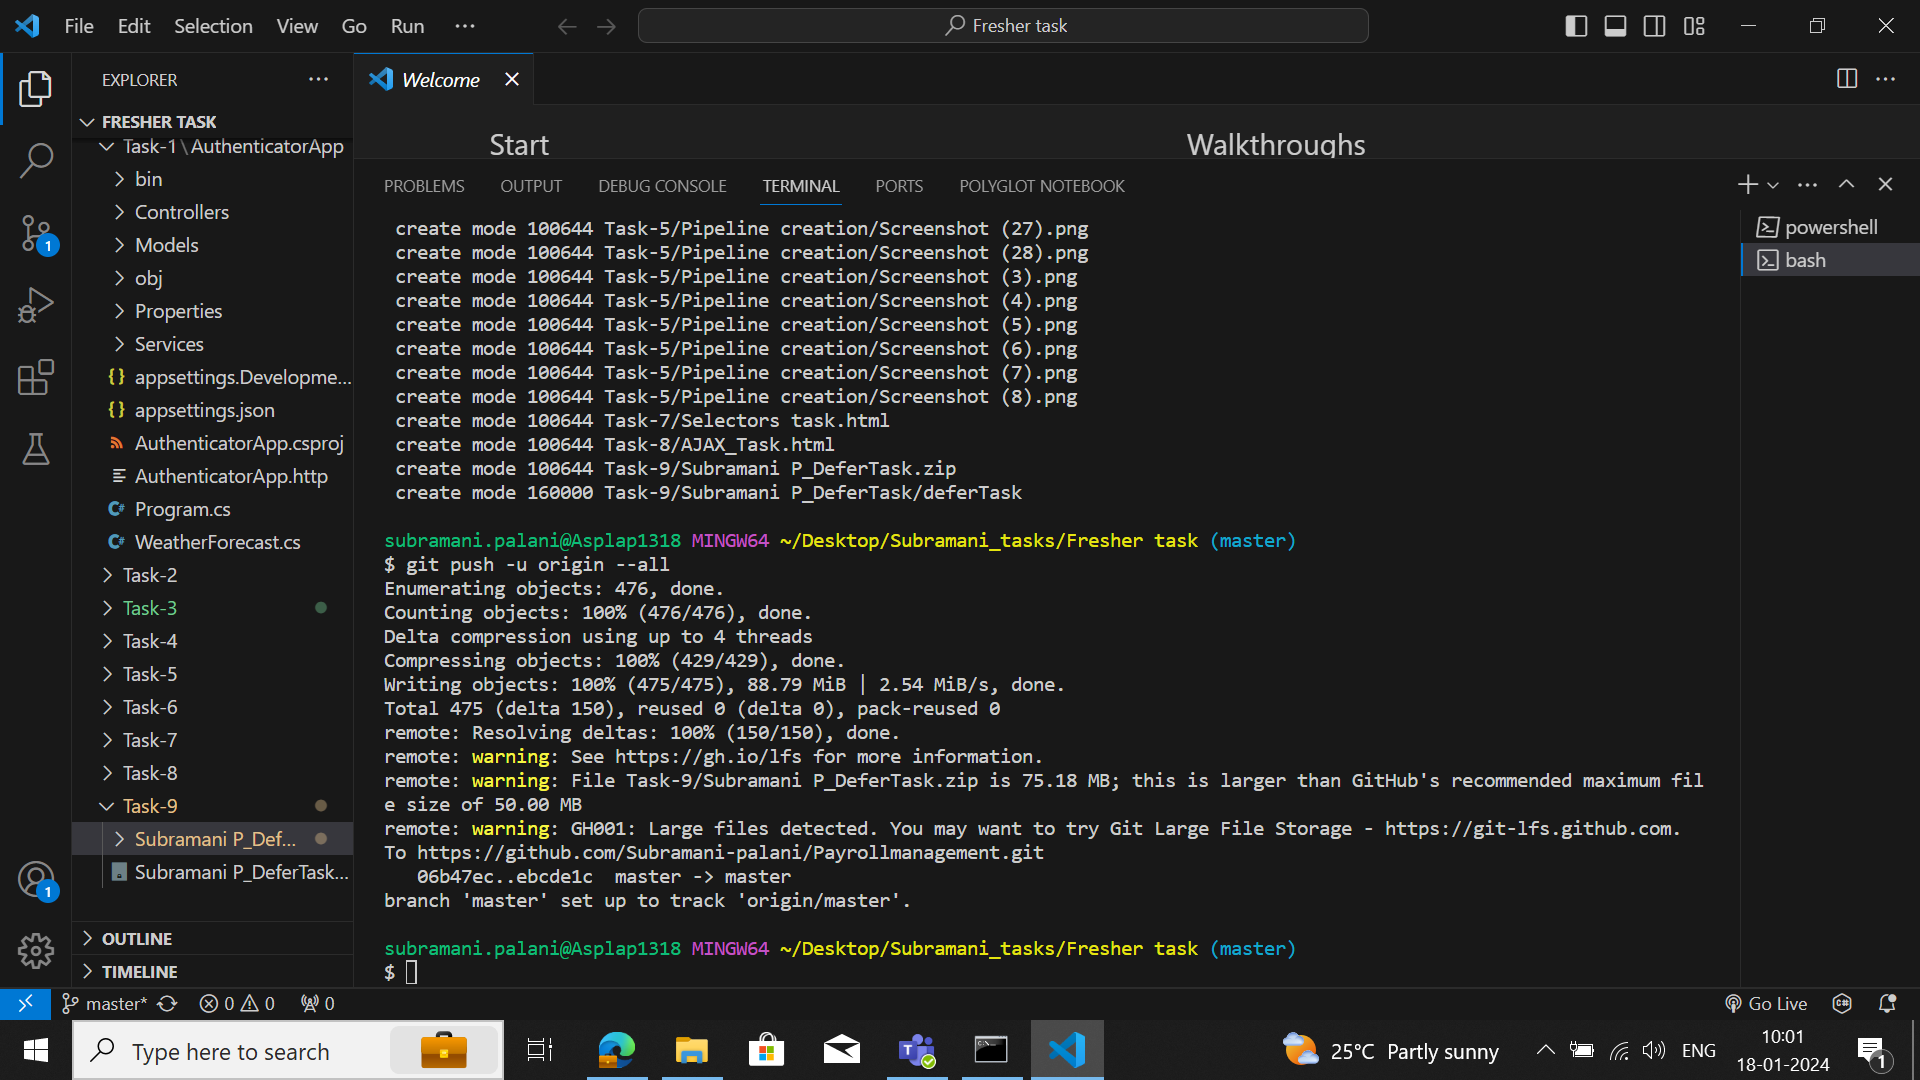 File Edit Selection View Go Run ...
Fresher task
EXPLORER
FRESHER TASK
Task-1\AuthenticatorApp
bin
Controllers
Models
obj
Properties
Services
appsettings.Developme...
appsettings.json
AuthenticatorApp.csproj
AuthenticatorApp.http
Program.cs
WeatherForecast.cs
Task-2
Task-3
Task-4
Task-5
Task-6
Task-7
Task-8
Task-9
Subramani P_Def...
Subramani P_DeferTask...
OUTLINE
TIMELINE
1
1
Welcome
Start
Walkthroughs
PROBLEMS OUTPUT DEBUG CONSOLE TERMINAL PORTS POLYGLOT NOTEBOOK
powershell
bash
create mode 100644 Task-5/Pipeline creation/Screenshot (27).png
create mode 100644 Task-5/Pipeline creation/Screenshot (28).png
create mode 100644 Task-5/Pipeline creation/Screenshot (3).png
create mode 100644 Task-5/Pipeline creation/Screenshot (4).png
create mode 100644 Task-5/Pipeline creation/Screenshot (5).png
create mode 100644 Task-5/Pipeline creation/Screenshot (6).png
create mode 100644 Task-5/Pipeline creation/Screenshot (7).png
create mode 100644 Task-5/Pipeline creation/Screenshot (8).png
create mode 100644 Task-7/Selectors task.html
create mode 100644 Task-8/AJAX_Task.html
create mode 100644 Task-9/Subramani P_DeferTask.zip
create mode 160000 Task-9/Subramani P_DeferTask/deferTask
subramani.palani@Asplap1318 MINGW64 ~/Desktop/Subramani_tasks/Fresher task (master)
$ git push -u origin --all
Enumerating objects: 476, done.
Counting objects: 100% (476/476), done.
Delta compression using up to 4 threads
Compressing objects: 100% (429/429), done.
Writing objects: 100% (475/475), 88.79 MiB | 2.54 MiB/s, done.
Total 475 (delta 150), reused 0 (delta 0), pack-reused 0
remote: Resolving deltas: 100% (150/150), done.
remote: warning: See https://gh.io/lfs for more information.
remote: warning: File Task-9/Subramani P_DeferTask.zip is 75.18 MB; this is larger than GitHub's recommended maximum fil
e size of 50.00 MB
remote: warning: GH001: Large files detected. You may want to try Git Large File Storage - https://git-lfs.github.com.
To https://github.com/Subramani-palani/Payrollmanagement.git
06b47ec..ebcde1c master -> master
branch 'master' set up to track 'origin/master'.
subramani.palani@Asplap1318 MINGW64 ~/Desktop/Subramani_tasks/Fresher task (master)
$
master* 0 0 0
Go Live
Type here to search
25°C Partly sunny
ENG
10:01
18-01-2024
1